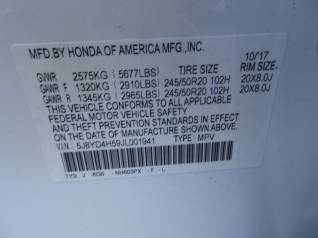 MFD.BY HONDA OF AMERICA MFG.,INC.
10/17
GVWR 2575KG (5677LBS) TIRE SIZE RIM SIZE
GAWR F 1320KG (2910LBS) 245/50R20 102H 20X8.0J
GAWR R 1345KG (2965LBS) 245/50R20 102H 20X8.0J
THIS VEHICLE CONFORMS TO ALL APPLICABLE
FEDERAL MOTOR VEHICLE SAFETY AND THEFT
PREVENTION STANDARDS IN EFFECT ON THE DATE OF
MANUFACTURE SHOWN ABOVE.
V.I.N: 5J8YD4H59JL001941 TYPE: MPV
TYS J KG6 -NH603PX -F -L